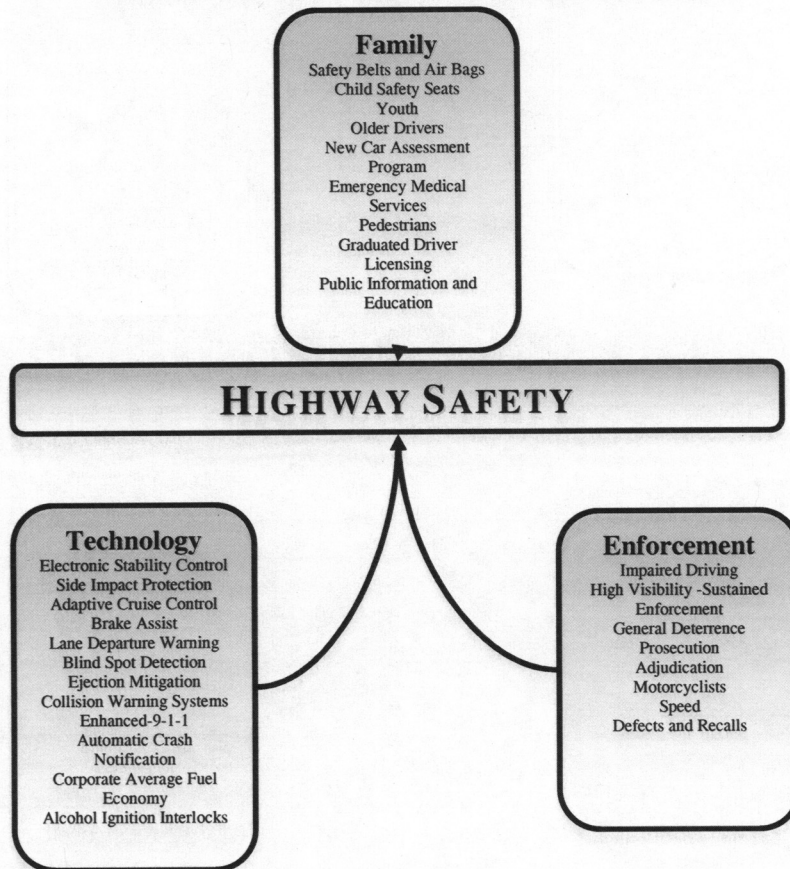 Family
Safety Belts and Air Bags
Child Safety Seats
Youth
Older Drivers
New Car Assessment
Program
Emergency Medical
Services
Pedestrians
Graduated Driver
Licensing
Public Information and
Education
HIGHWAY SAFETY
Technology
Electronic Stability Control
Side Impact Protection
Adaptive Cruise Control
Brake Assist
Lane Departure Warning
Blind Spot Detection
Ejection Mitigation
Collision Warning Systems
Enhanced-9-1-1
Automatic Crash
Notification
Corporate Average Fuel
Economy
Alcohol Ignition Interlocks
Enforcement
Impaired Driving
High Visibility -Sustained
Enforcement
General Deterrence
Prosecution
Adjudication
Motorcyclists
Speed
Defects and Recalls